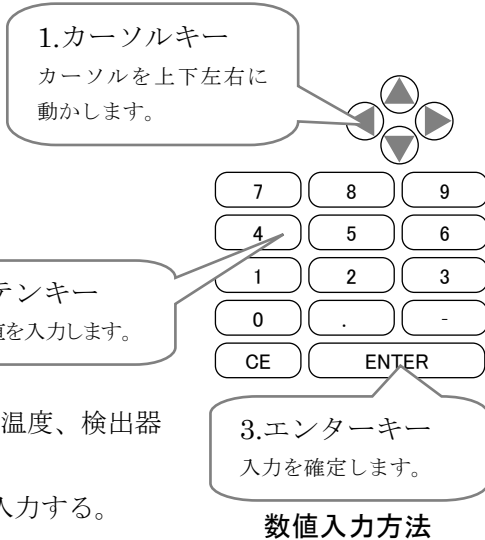 1.カーソルキー
カーソルを上下左右に
動かします。
7 8 9
4 5 6
1 2 3
0 . -
CE ENTER
テンキー
を入力します。
温度、検出器
入力する。
3.エンターキー
入力を確定します。
数値入力方法